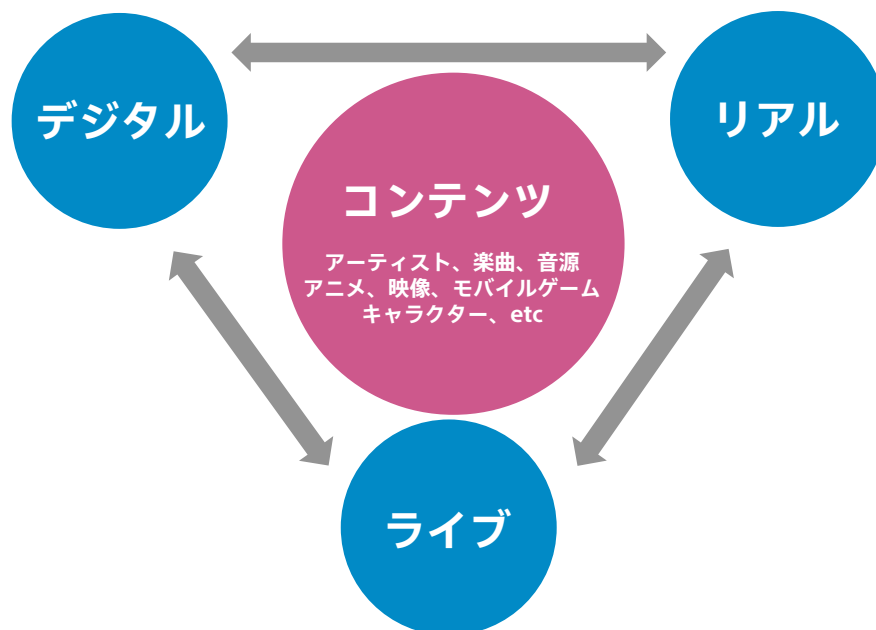 デジタル
リアル
コンテンツ
アーティスト、楽曲、音源
アニメ、映像、モバイルゲーム
キャラクター、etc
ライブ